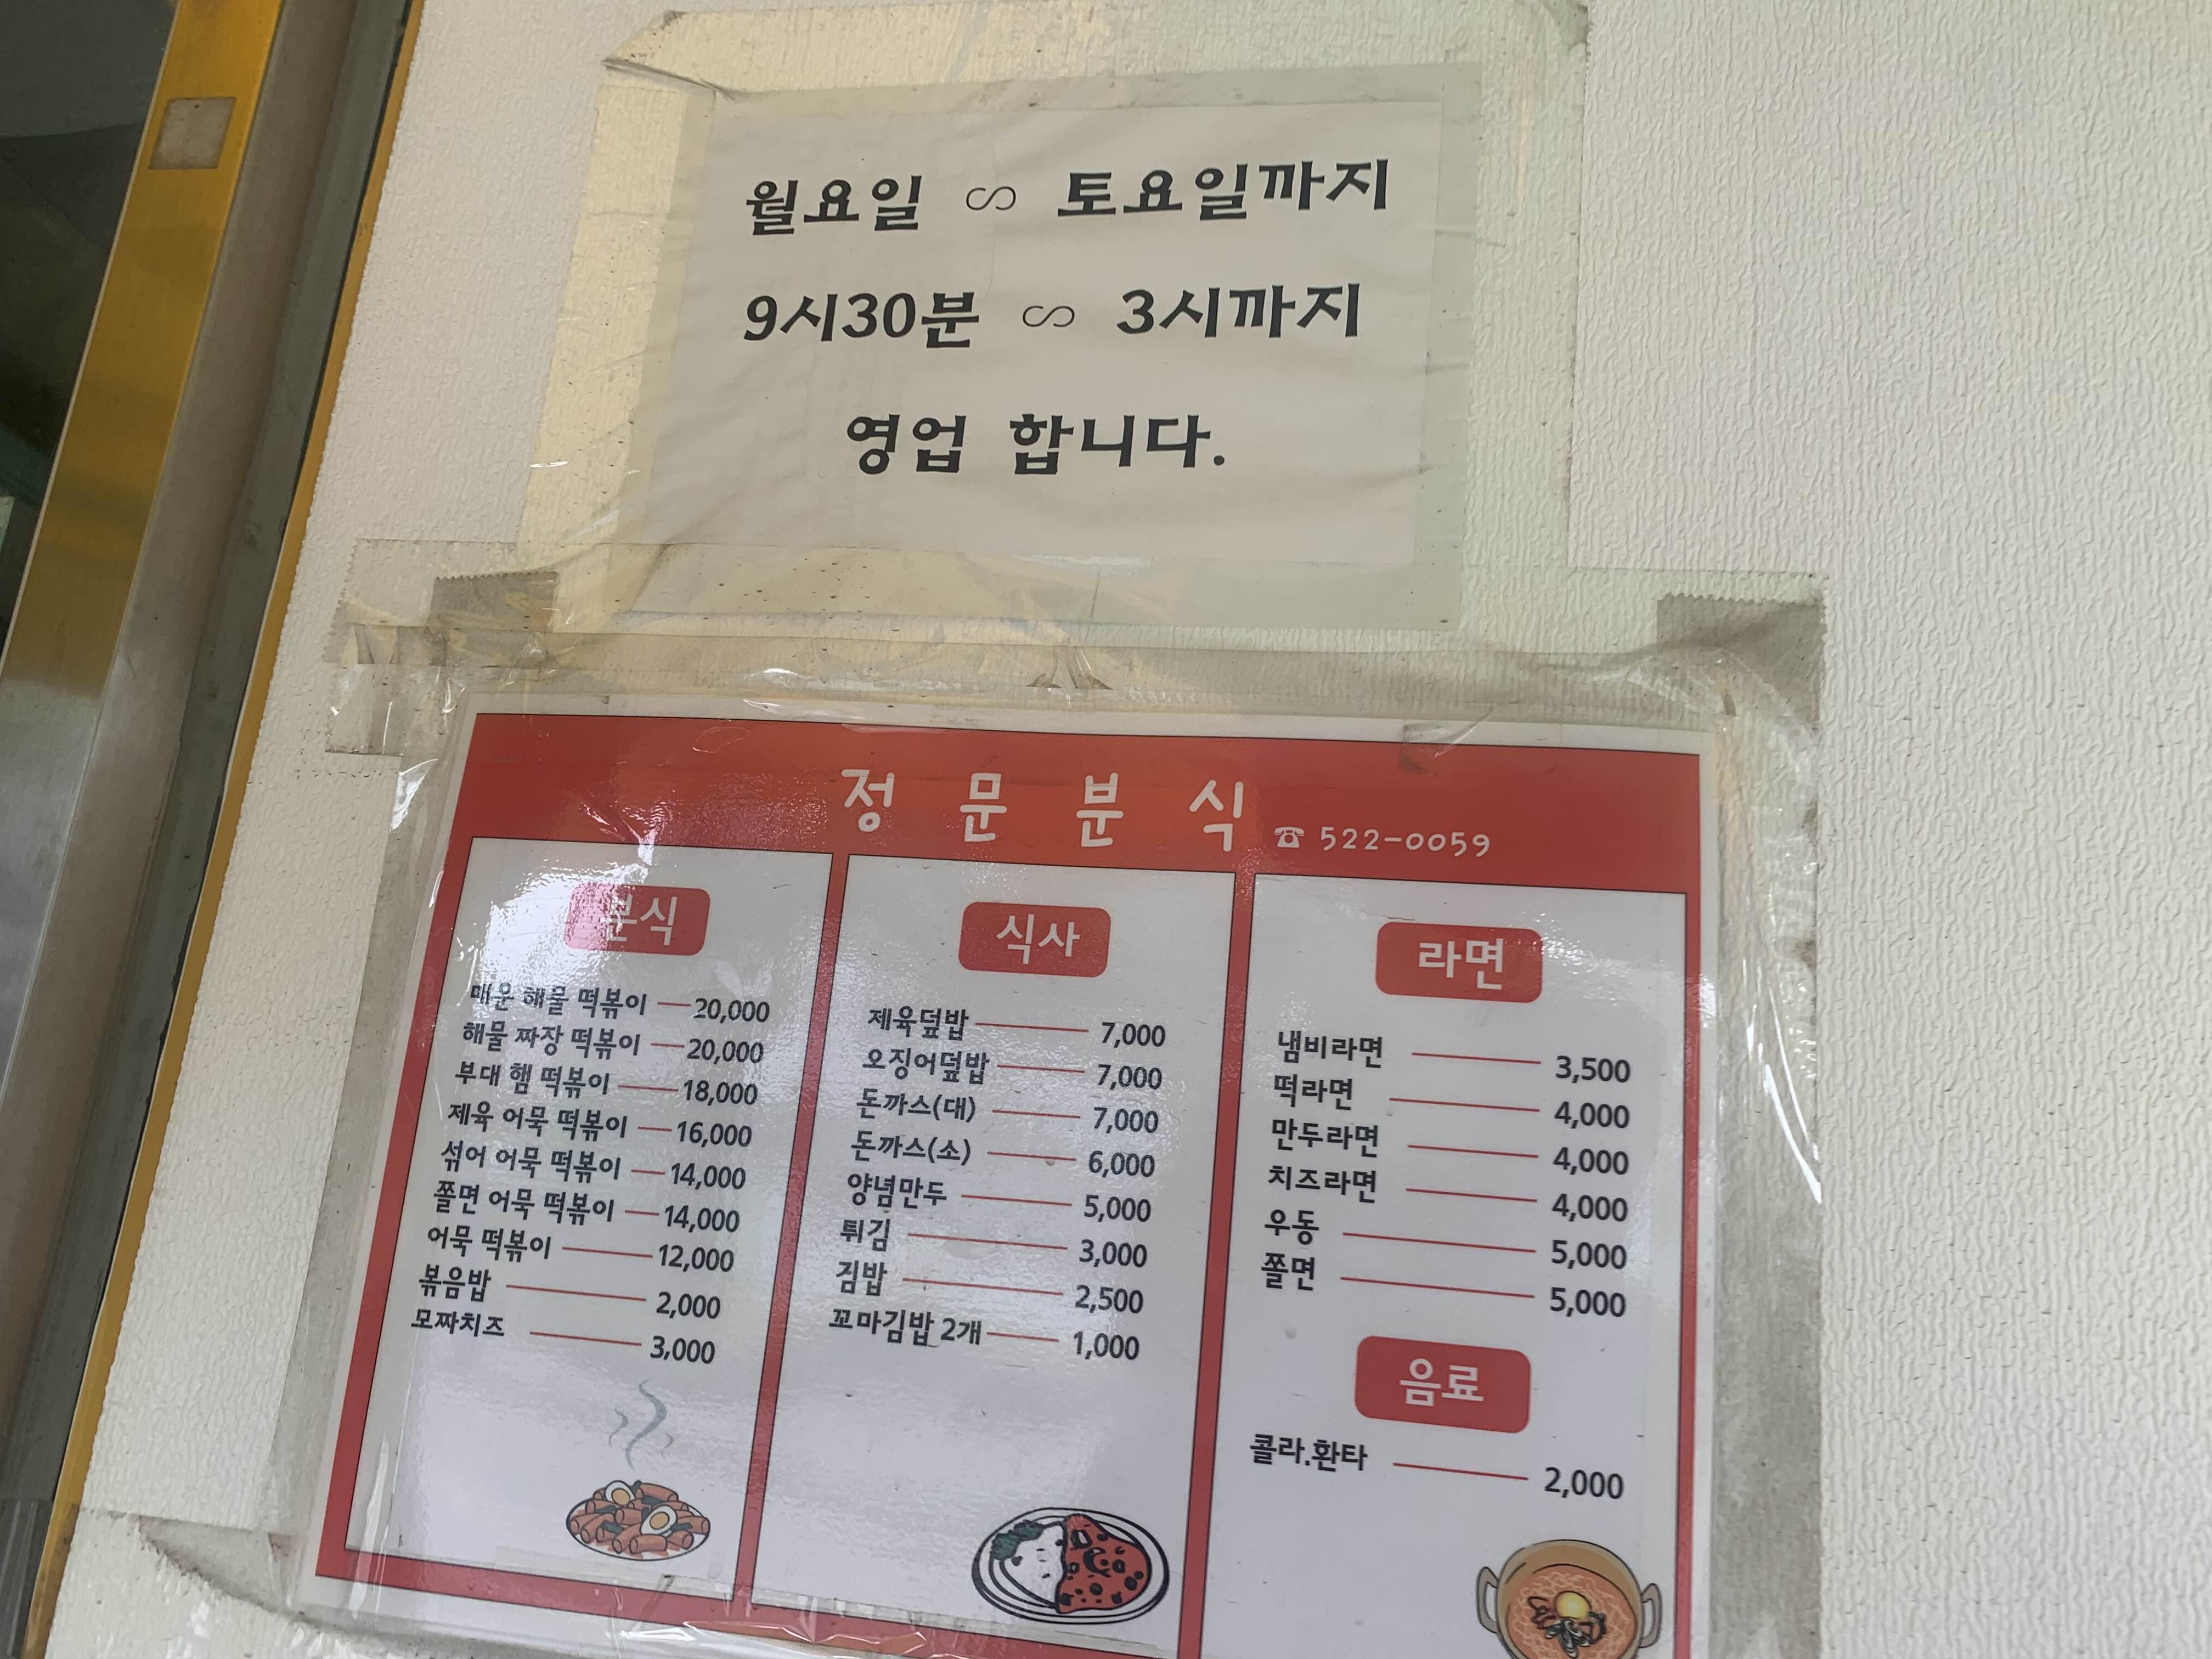 월요일 ∽ 토요일까지
9시30분 ∽ 3시까지
영업 합니다.
정문분식 ☎ 522-0059
분식
매운 해물 떡볶이 20,000
해물 짜장 떡볶이 20,000
부대 햄 떡볶이 18,000
제육 어묵 떡볶이 16,000
섞어 어묵 떡볶이 14,000
쫄면 어묵 떡볶이 14,000
어묵 떡볶이 12,000
볶음밥 2,000
모짜치즈 3,000
식사
제육덮밥 7,000
오징어덮밥 7,000
돈까스(대) 7,000
돈까스(소) 6,000
양념만두 5,000
튀김 3,000
김밥 2,500
꼬마김밥 2개 1,000
라면
냄비라면 3,500
떡라면 4,000
만두라면 4,000
치즈라면 4,000
우동 5,000
쫄면 5,000
음료
콜라.환타 2,000